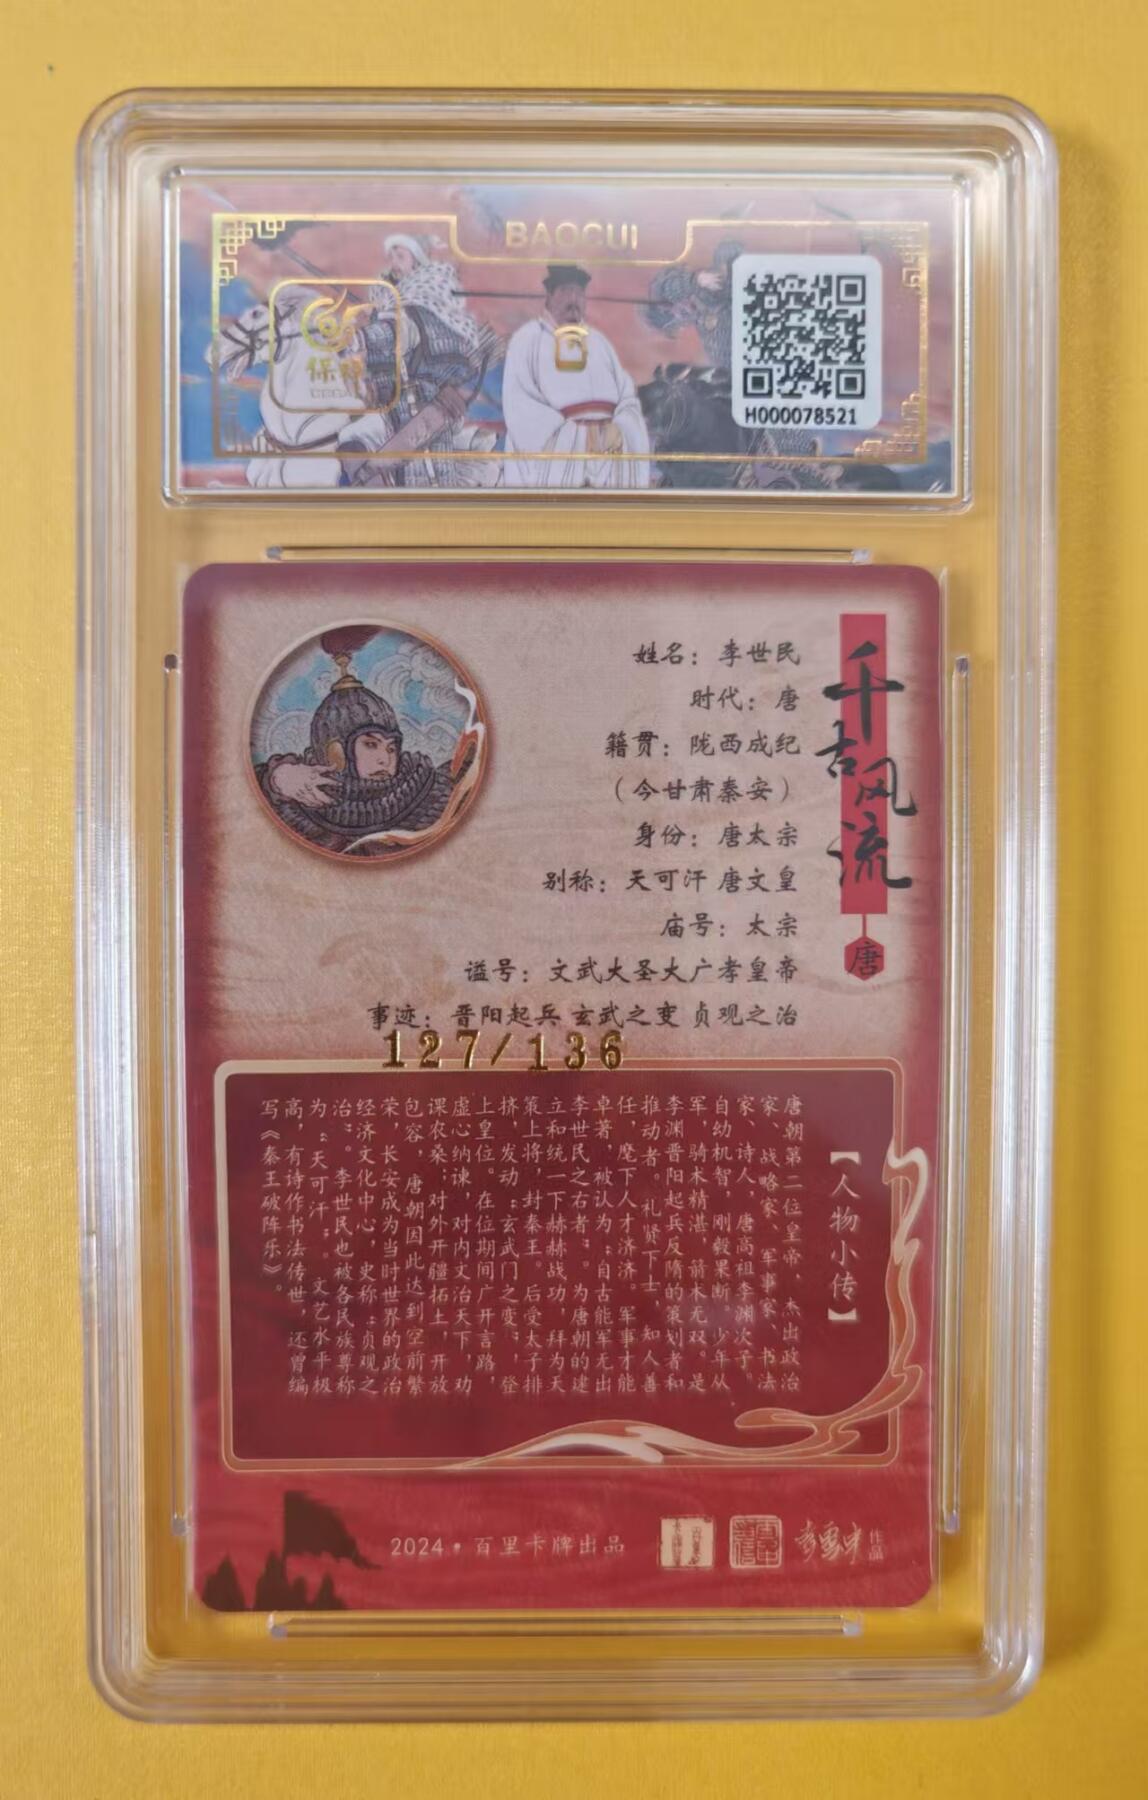 BAOCUI
保粹
H000078521
千古风流
唐
姓名：李世民
时代：唐
籍贯：陇西成纪
（今甘肃秦安）
身份：唐太宗
别称：天可汗 唐文皇
庙号：太宗
谥号：文武大圣大广孝皇帝
事迹：晋阳起兵 玄武之变 贞观之治
127/136
【人物小传】
唐朝第二位皇帝，杰出政治
家、战略家、军事家、书法
家、诗人，唐高祖李渊次子。
自幼机智，刚毅果断。少年从
军，骑术精湛，箭术无双。是
李渊晋阳起兵反隋的策划者和
推动者。礼贤下士，知人善
任，麾下人才济济。军事才能
卓著，被认为“自古能军无出
李世民之右者”。为唐朝的建
立和统一下赫赫战功，拜为天
策上将，封秦王。后受太子排
挤，发动“玄武门之变”，登
上皇位。在位期间广开言路，
虚心纳谏，对内文治天下，劝
课农桑；对外开疆拓土，开放
包容，唐朝因此达到空前繁
荣，长安成为当时世界的政治
经济文化中心，史称“贞观之
治”。李世民也被各民族尊称
为“天可汗”。文艺水平极
高，有诗作书法传世，还曾编
写《秦王破阵乐》。
2024·百里卡牌出品
李云中
作品